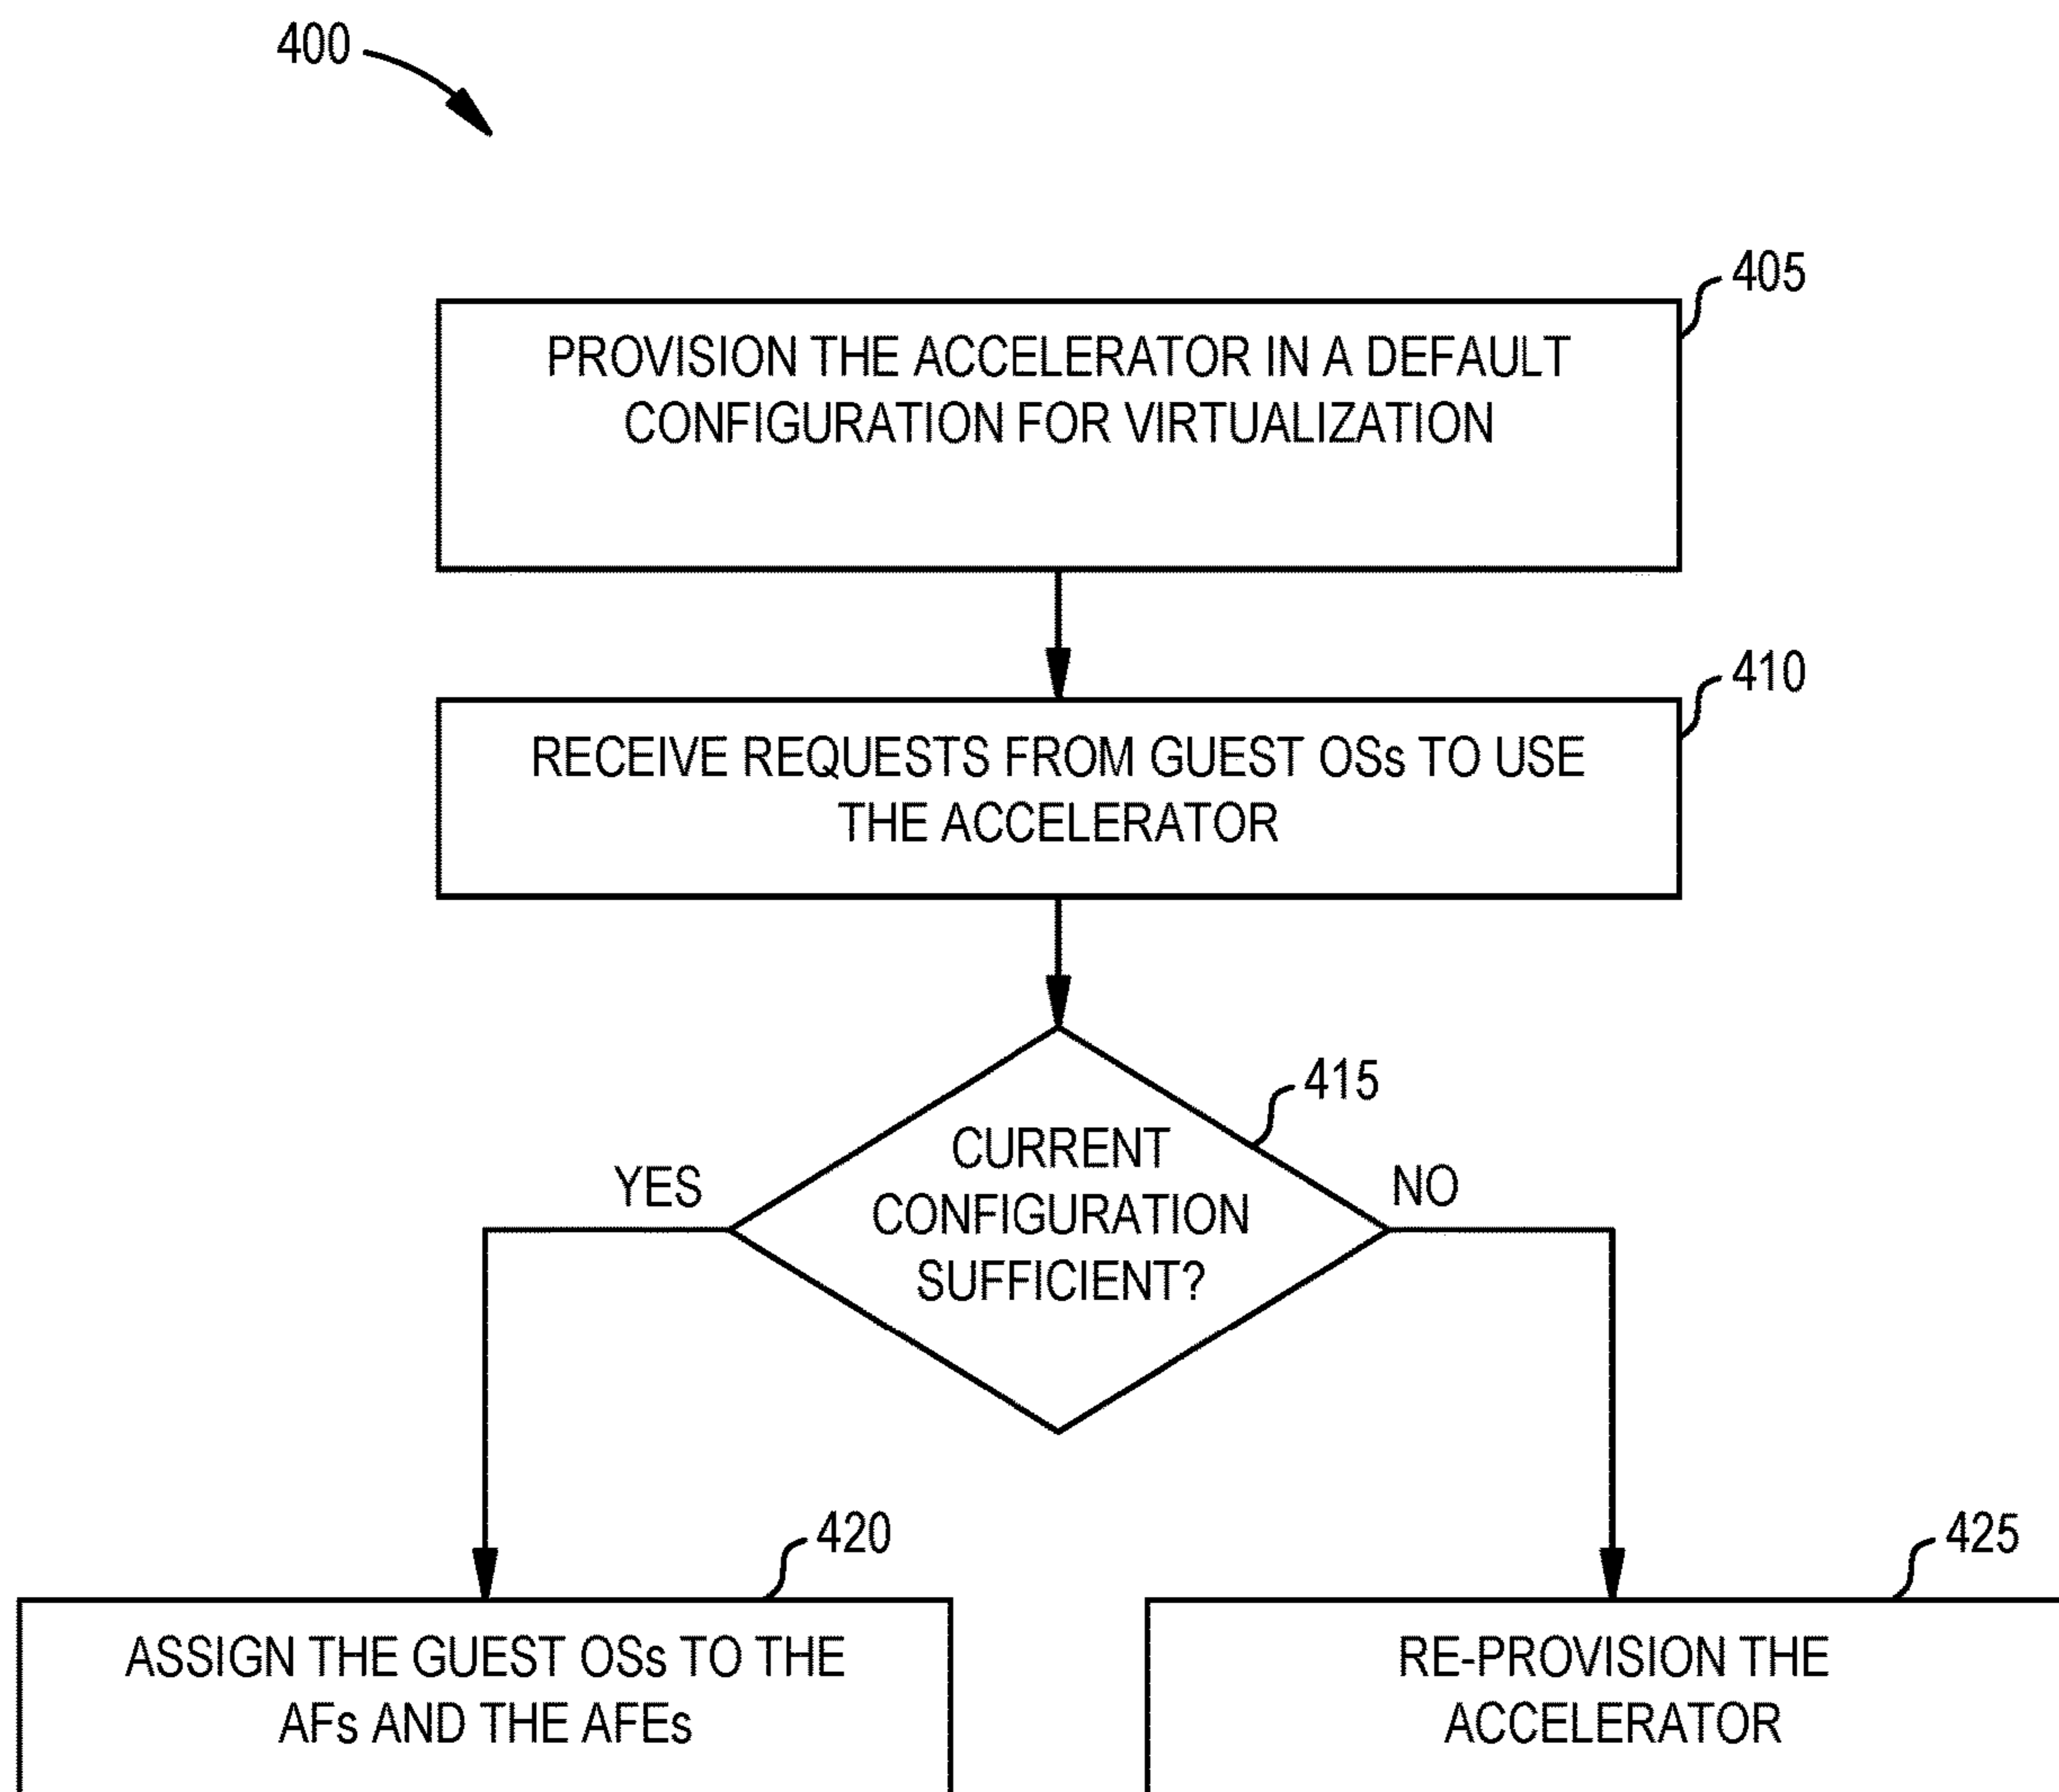 400
405
PROVISION THE ACCELERATOR IN A DEFAULT
CONFIGURATION FOR VIRTUALIZATION
410
RECEIVE REQUESTS FROM GUEST OSs TO USE
THE ACCELERATOR
415
CURRENT
CONFIGURATION
SUFFICIENT?
YES
NO
420
ASSIGN THE GUEST OSs TO THE
AFs AND THE AFEs
425
RE-PROVISION THE
ACCELERATOR